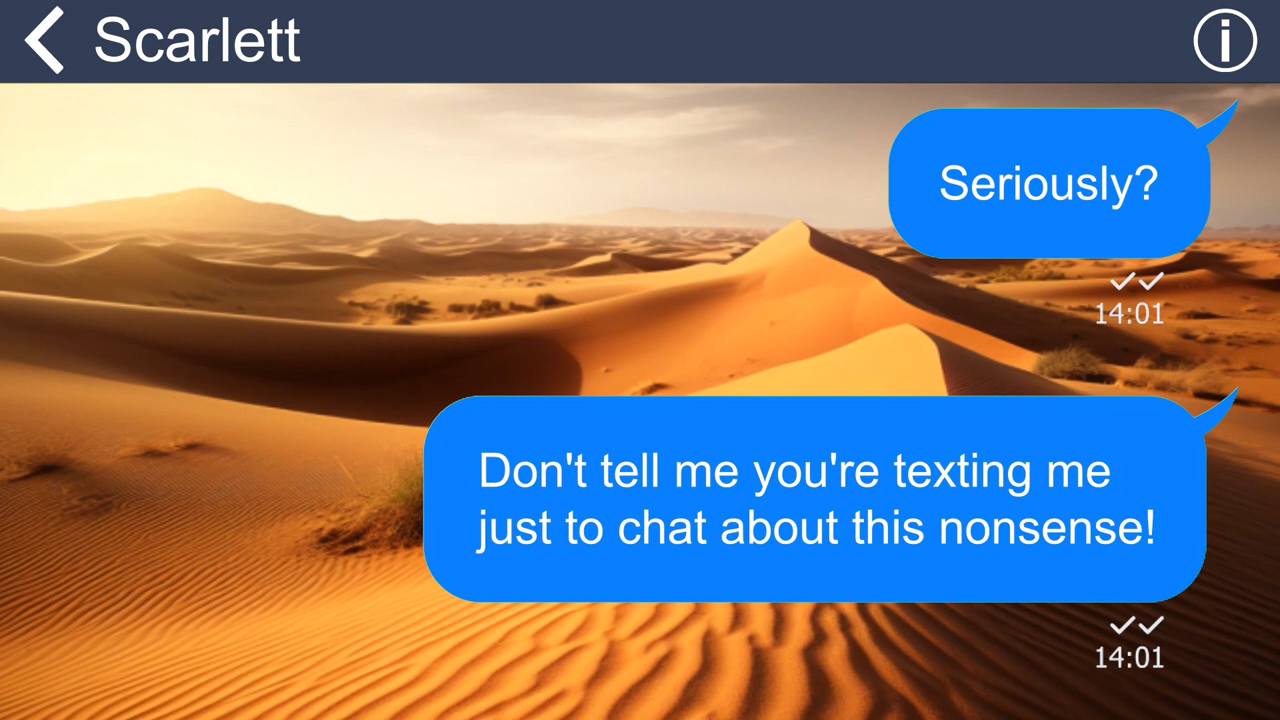 Scarlett
Seriously?
14:01
Don't tell me you're texting me
just to chat about this nonsense!
14:01